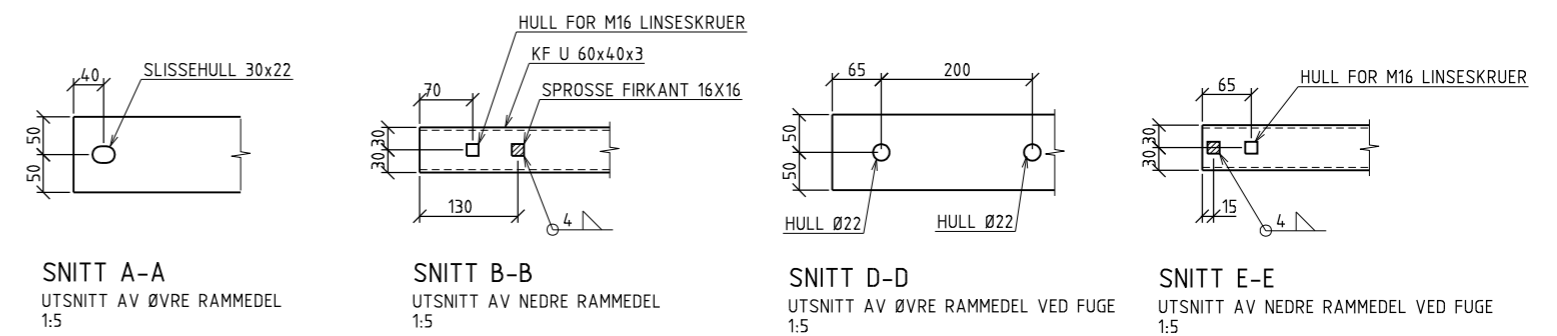 40
SLISSEHULL 30x22
50
50
SNITT A-A
UTSNITT AV ØVRE RAMMEDEL
1:5
HULL FOR M16 LINSESKRUER
KF U 60x40x3
70
SPROSSE FIRKANT 16X16
30
30
130
4
SNITT B-B
UTSNITT AV NEDRE RAMMEDEL
1:5
65
200
50
50
HULL Ø22
HULL Ø22
SNITT D-D
UTSNITT AV ØVRE RAMMEDEL VED FUGE
1:5
65
HULL FOR M16 LINSESKRUER
30
30
15
4
SNITT E-E
UTSNITT AV NEDRE RAMMEDEL VED FUGE
1:5